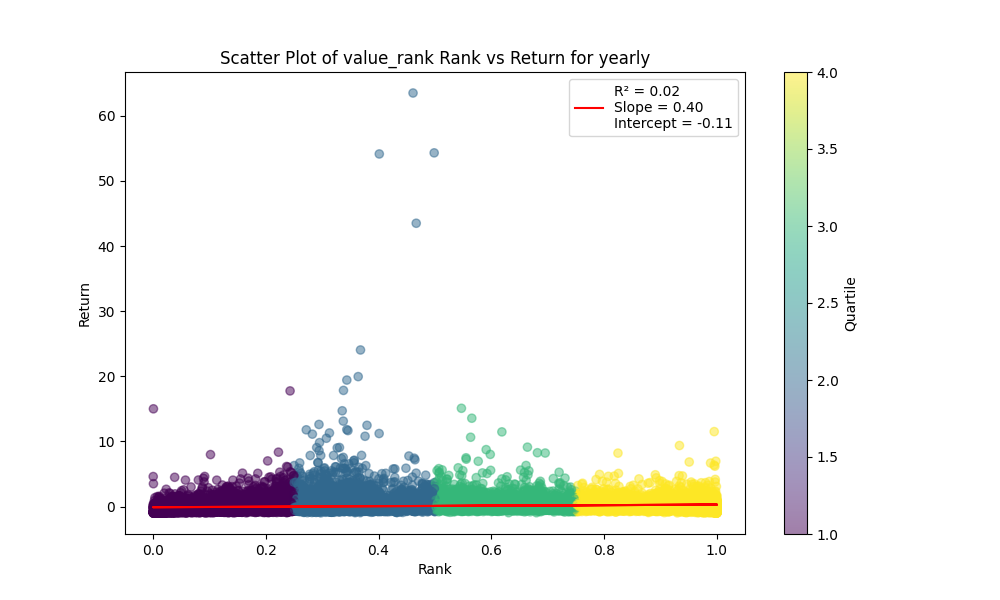 Scatter Plot of value_rank Rank vs Return for yearly
R² = 0.02
Slope = 0.40
Intercept = -0.11
Return
60
50
40
30
20
10
0
0.0 0.2 0.4 0.6 0.8 1.0
Rank
4.0
3.5
3.0
2.5
2.0
1.5
1.0
Quartile